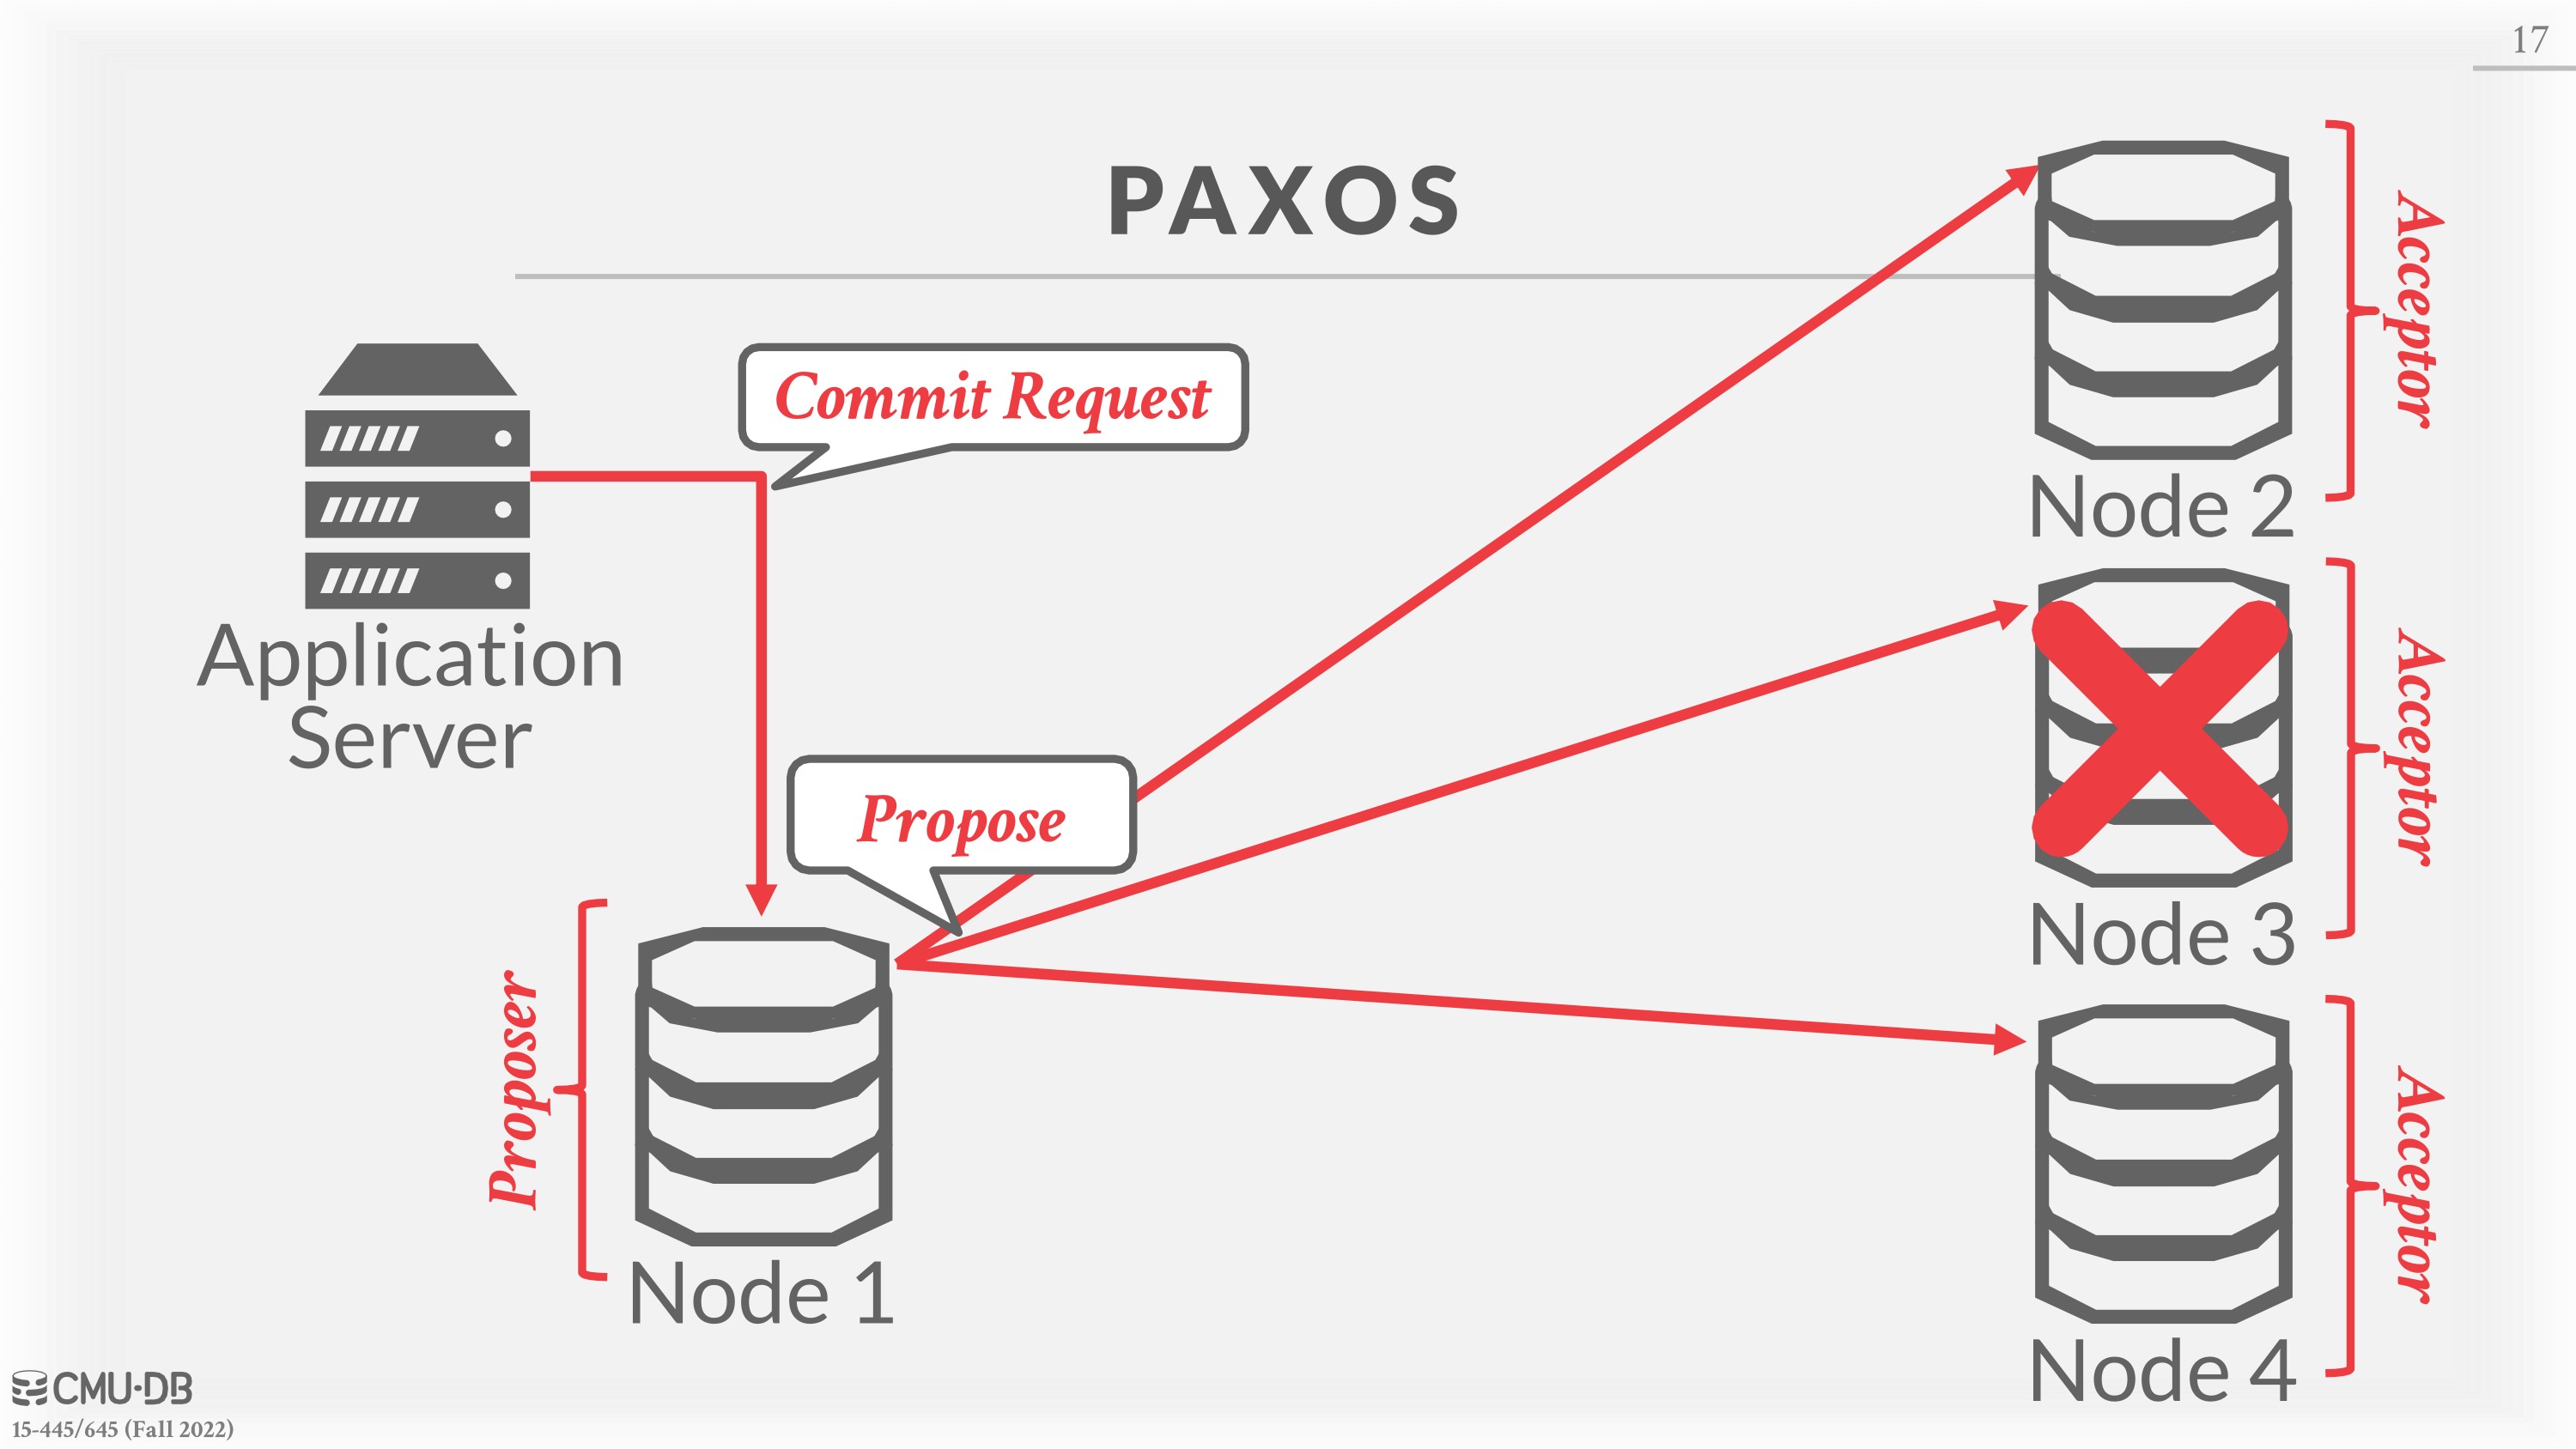 17
PAXOS
Commit Request
Application
Server
Propose
Proposer
Node 1
Acceptor
Node 2
Acceptor
Node 3
Acceptor
Node 4
CMU·DB
15-445/645 (Fall 2022)